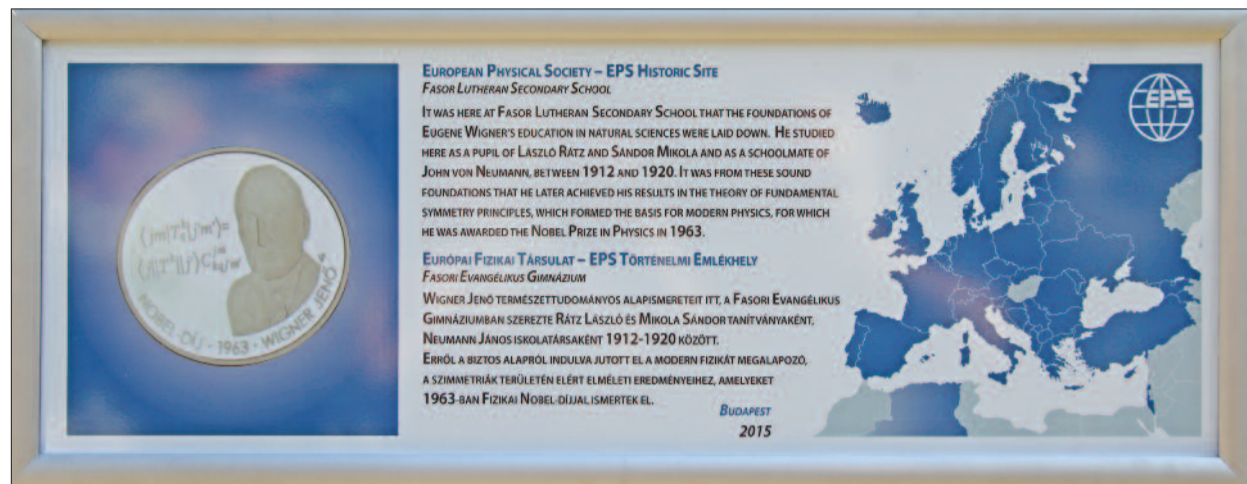 ⟨jm|T_q^k|j'm'⟩=
NOBEL-DÍJ · 1963 · WIGNER JENŐ
EUROPEAN PHYSICAL SOCIETY – EPS HISTORIC SITE
FASOR LUTHERAN SECONDARY SCHOOL
IT WAS HERE AT FASOR LUTHERAN SECONDARY SCHOOL THAT THE FOUNDATIONS OF
EUGENE WIGNER'S EDUCATION IN NATURAL SCIENCES WERE LAID DOWN. HE STUDIED
HERE AS A PUPIL OF LÁSZLÓ RÁTZ AND SÁNDOR MIKOLA AND AS A SCHOOLMATE OF
JOHN VON NEUMANN, BETWEEN 1912 AND 1920. IT WAS FROM THESE SOUND
FOUNDATIONS THAT HE LATER ACHIEVED HIS RESULTS IN THE THEORY OF FUNDAMENTAL
SYMMETRY PRINCIPLES, WHICH FORMED THE BASIS FOR MODERN PHYSICS, FOR WHICH
HE WAS AWARDED THE NOBEL PRIZE IN PHYSICS IN 1963.
EURÓPAI FIZIKAI TÁRSULAT – EPS TÖRTÉNELMI EMLÉKHELY
FASORI EVANGÉLIKUS GIMNÁZIUM
WIGNER JENŐ TERMÉSZETTUDOMÁNYOS ALAPISMERETEIT ITT, A FASORI EVANGÉLIKUS
GIMNÁZIUMBAN SZEREZTE RÁTZ LÁSZLÓ ÉS MIKOLA SÁNDOR TANÍTVÁNYAKÉNT,
NEUMANN JÁNOS ISKOLATÁRSAKÉNT 1912-1920 KÖZÖTT.
ERRŐL A BIZTOS ALAPRÓL INDULVA JUTOTT EL A MODERN FIZIKÁT MEGALAPOZÓ,
A SZIMMETRIÁK TERÜLETÉN ELÉRT ELMÉLETI EREDMÉNYEIHEZ, AMELYEKET
1963-BAN FIZIKAI NOBEL-DÍJJAL ISMERTEK EL.
BUDAPEST
2015
EPS